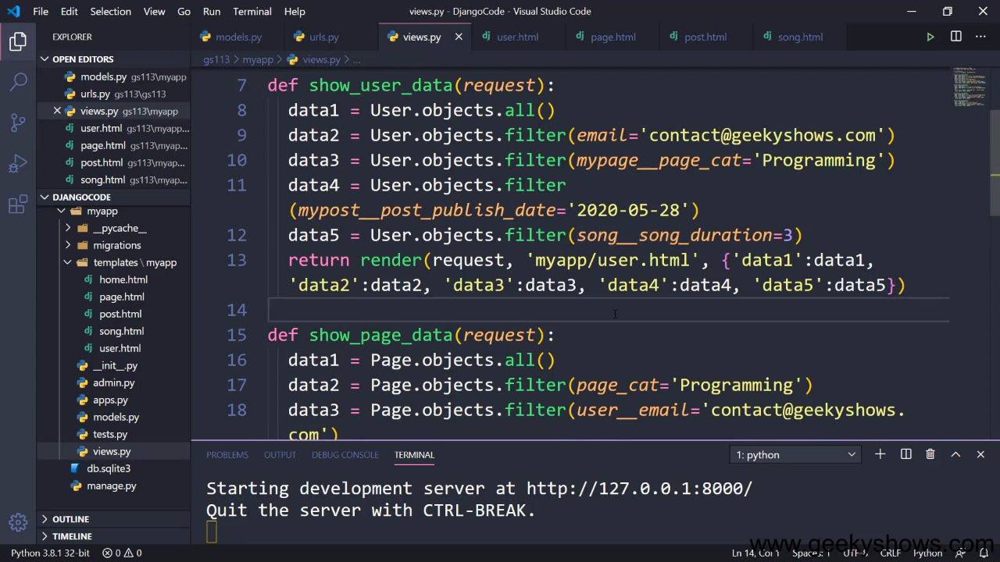 File Edit Selection View Go Run Terminal Help views.py - DjangoCode - Visual Studio Code
EXPLORER
OPEN EDITORS
models.py gs113\myapp
urls.py gs113\gs113
views.py gs113\myapp
user.html gs113\myap...
page.html gs113\mya...
post.html gs113\myap...
song.html gs113\mya...
DJANGOCODE
myapp
__pycache__
migrations
templates \ myapp
home.html
page.html
post.html
song.html
user.html
__init__.py
admin.py
apps.py
models.py
tests.py
views.py
db.sqlite3
manage.py
OUTLINE
TIMELINE
models.py urls.py views.py user.html page.html post.html song.html
gs113 > myapp > views.py > ...
7 def show_user_data(request):
8 data1 = User.objects.all()
9 data2 = User.objects.filter(email='contact@geekyshows.com')
10 data3 = User.objects.filter(mypage__page_cat='Programming')
11 data4 = User.objects.filter
(mypost__post_publish_date='2020-05-28')
12 data5 = User.objects.filter(song__song_duration=3)
13 return render(request, 'myapp/user.html', {'data1':data1,
'data2':data2, 'data3':data3, 'data4':data4, 'data5':data5})
14
15 def show_page_data(request):
16 data1 = Page.objects.all()
17 data2 = Page.objects.filter(page_cat='Programming')
18 data3 = Page.objects.filter(user__email='contact@geekyshows.
com')
PROBLEMS OUTPUT DEBUG CONSOLE TERMINAL 1: python
Starting development server at http://127.0.0.1:8000/
Quit the server with CTRL-BREAK.
www.geekyshows.com
Python 3.8.1 32-bit 0 0 Ln 14, Col 1 Spaces: 1 UTF-8 CRLF Python